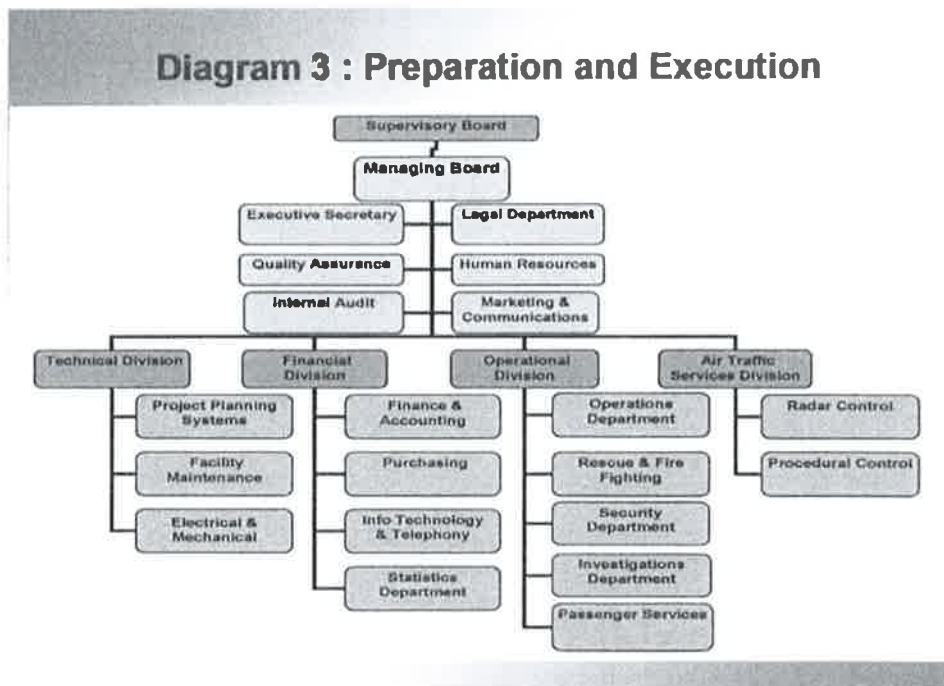 Diagram 3 : Preparation and Execution
Supervisory Board
Managing Board
Executive Secretary
Legal Department
Quality Assurance
Human Resources
Internal Audit
Marketing &
Communications
Technical Division
Financial
Division
Operational
Division
Air Traffic
Services Division
Project Planning
Systems
Facility
Maintenance
Electrical &
Mechanical
Finance &
Accounting
Purchasing
Info Technology
& Telephony
Statistics
Department
Operations
Department
Rescue & Fire
Fighting
Security
Department
Investigations
Department
Passenger Services
Radar Control
Procedural Control